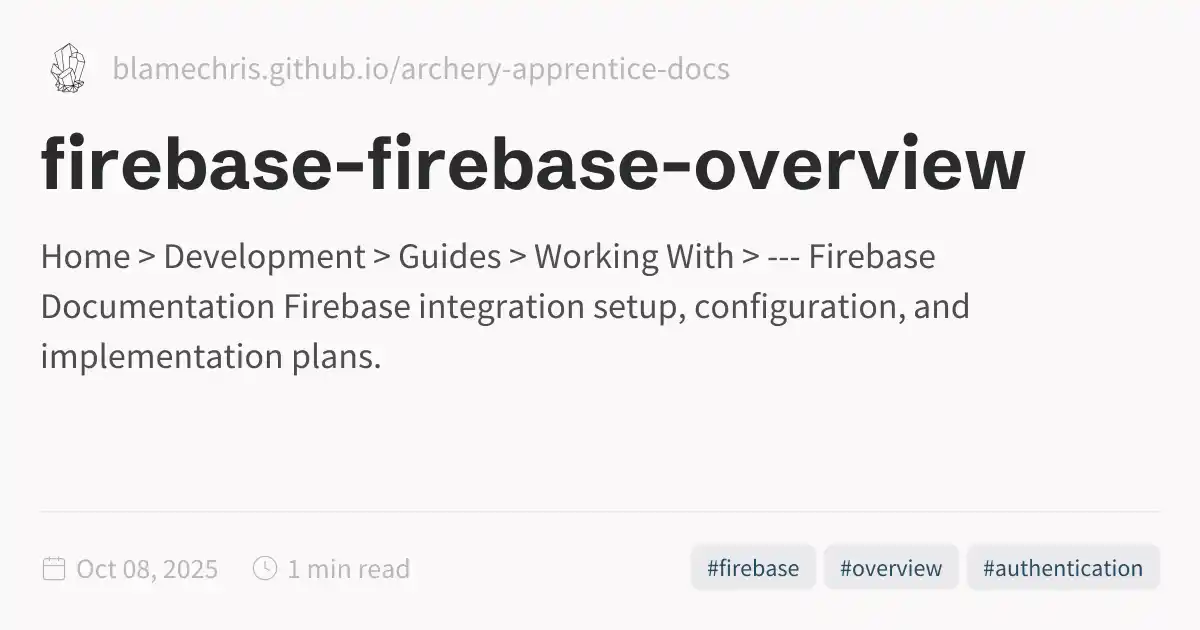 blamechris.github.io/archery-apprentice-docs
firebase-firebase-overview
Home > Development > Guides > Working With > --- Firebase
Documentation Firebase integration setup, configuration, and
implementation plans.
Oct 08, 2025 1 min read #firebase #overview #authentication